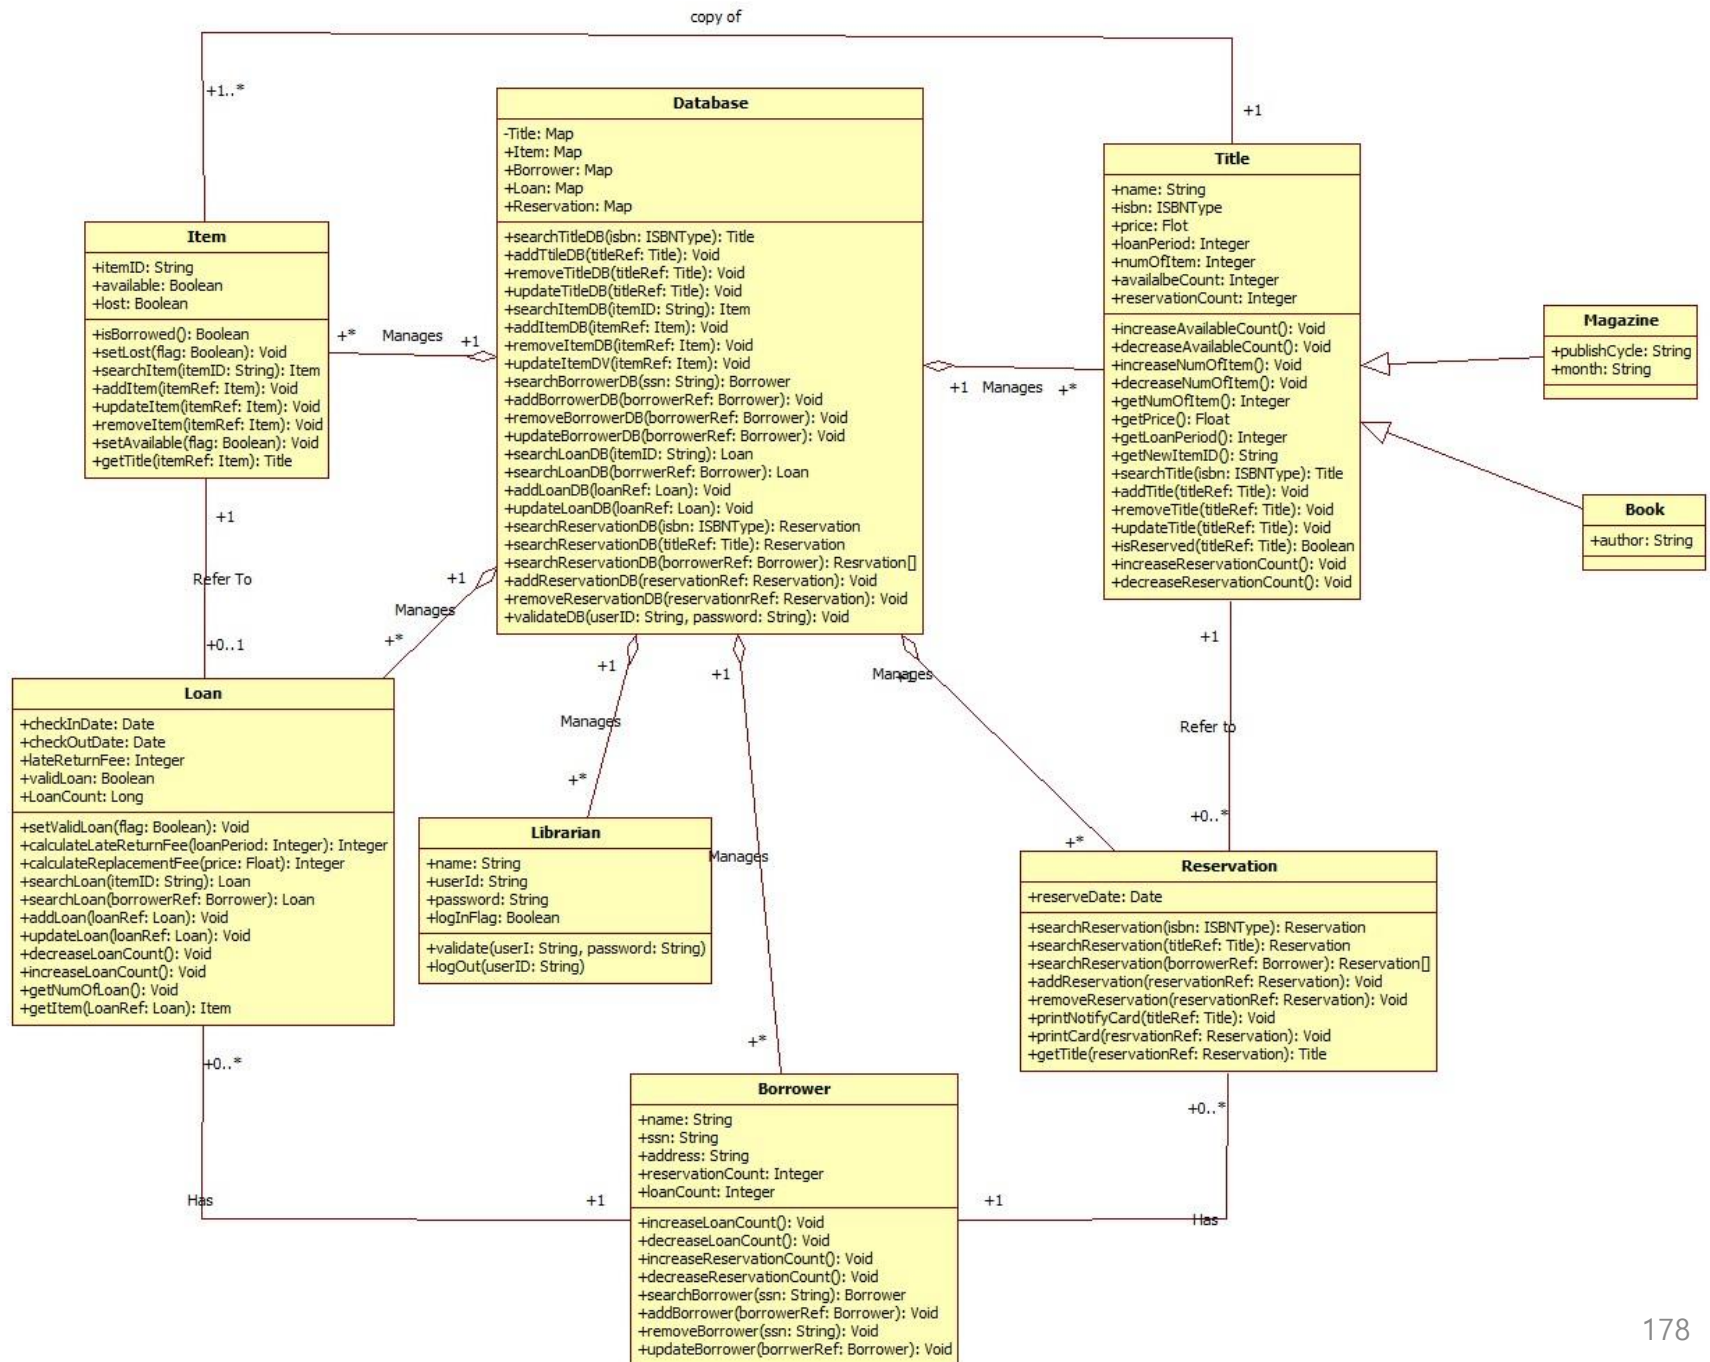 copy of
+1..*
+1
Database
-Title: Map
+Item: Map
+Borrower: Map
+Loan: Map
+Reservation: Map
+searchTitleDB(isbn: ISBNType): Title
+addTtileDB(titleRef: Title): Void
+removeTitleDB(titleRef: Title): Void
+updateTitleDB(titleRef: Title): Void
+searchItemDB(itemID: String): Item
+addItemDB(itemRef: Item): Void
+removeItemDB(itemRef: Item): Void
+updateItemDV(itemRef: Item): Void
+searchBorrowerDB(ssn: String): Borrower
+addBorrowerDB(borrowerRef: Borrower): Void
+removeBorrowerDB(borrowerRef: Borrower): Void
+updateBorrowerDB(borrowerRef: Borrower): Void
+searchLoanDB(itemID: String): Loan
+searchLoanDB(borrwerRef: Borrower): Loan
+addLoanDB(loanRef: Loan): Void
+updateLoanDB(loanRef: Loan): Void
+searchReservationDB(isbn: ISBNType): Reservation
+searchReservationDB(titleRef: Title): Reservation
+searchReservationDB(borrowerRef: Borrower): Resrvation[]
+addReservationDB(reservationRef: Reservation): Void
+removeReservationDB(reservationrRef: Reservation): Void
+validateDB(userID: String, password: String): Void
Title
+name: String
+isbn: ISBNType
+price: Flot
+loanPeriod: Integer
+numOfItem: Integer
+availalbeCount: Integer
+reservationCount: Integer
+increaseAvailableCount(): Void
+decreaseAvailableCount(): Void
+increaseNumOfItem(): Void
+decreaseNumOfItem(): Void
+getNumOfItem(): Integer
+getPrice(): Float
+getLoanPeriod(): Integer
+getNewItemID(): String
+searchTitle(isbn: ISBNType): Title
+addTitle(titleRef: Title): Void
+removeTitle(titleRef: Title): Void
+updateTitle(titleRef: Title): Void
+isReserved(titleRef: Title): Boolean
+increaseReservationCount(): Void
+decreaseReservationCount(): Void
Item
+itemID: String
+available: Boolean
+lost: Boolean
+isBorrowed(): Boolean
+setLost(flag: Boolean): Void
+searchItem(itemID: String): Item
+addItem(itemRef: Item): Void
+updateItem(itemRef: Item): Void
+removeItem(itemRef: Item): Void
+setAvailable(flag: Boolean): Void
+getTitle(itemRef: Item): Title
+* Manages +1
+1 Manages +*
Magazine
+publishCycle: String
+month: String
Book
+author: String
+1
Refer To
+0..1
+1
Manages
+*
+1
Manages
+*
+1
Manages
+*
Manages
+*
+1
Refer to
+0..*
Loan
+checkInDate: Date
+checkOutDate: Date
+lateReturnFee: Integer
+validLoan: Boolean
+LoanCount: Long
+setValidLoan(flag: Boolean): Void
+calculateLateReturnFee(loanPeriod: Integer): Integer
+calculateReplacementFee(price: Float): Integer
+searchLoan(itemID: String): Loan
+searchLoan(borrowerRef: Borrower): Loan
+addLoan(loanRef: Loan): Void
+updateLoan(loanRef: Loan): Void
+decreaseLoanCount(): Void
+increaseLoanCount(): Void
+getNumOfLoan(): Void
+getItem(LoanRef: Loan): Item
Librarian
+name: String
+userId: String
+password: String
+logInFlag: Boolean
+validate(userI: String, password: String)
+logOut(userID: String)
Reservation
+reserveDate: Date
+searchReservation(isbn: ISBNType): Reservation
+searchReservation(titleRef: Title): Reservation
+searchReservation(borrowerRef: Borrower): Reservation[]
+addReservation(reservationRef: Reservation): Void
+removeReservation(reservationRef: Reservation): Void
+printNotifyCard(titleRef: Title): Void
+printCard(resrvationRef: Reservation): Void
+getTitle(reservationRef: Reservation): Title
+0..*
Has
+1
+0..*
Has
+1
Borrower
+name: String
+ssn: String
+address: String
+reservationCount: Integer
+loanCount: Integer
+increaseLoanCount(): Void
+decreaseLoanCount(): Void
+increaseReservationCount(): Void
+decreaseReservationCount(): Void
+searchBorrower(ssn: String): Borrower
+addBorrower(borrowerRef: Borrower): Void
+removeBorrower(ssn: String): Void
+updateBorrower(borrwerRef: Borrower): Void
178